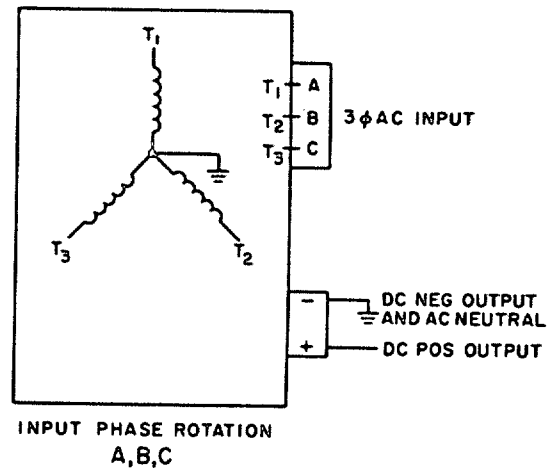 T1
T1 A
T2 B
T3 C
3ϕAC INPUT
T3
T2
-
DC NEG OUTPUT
AND AC NEUTRAL
+
DC POS OUTPUT
INPUT PHASE ROTATION
A,B,C